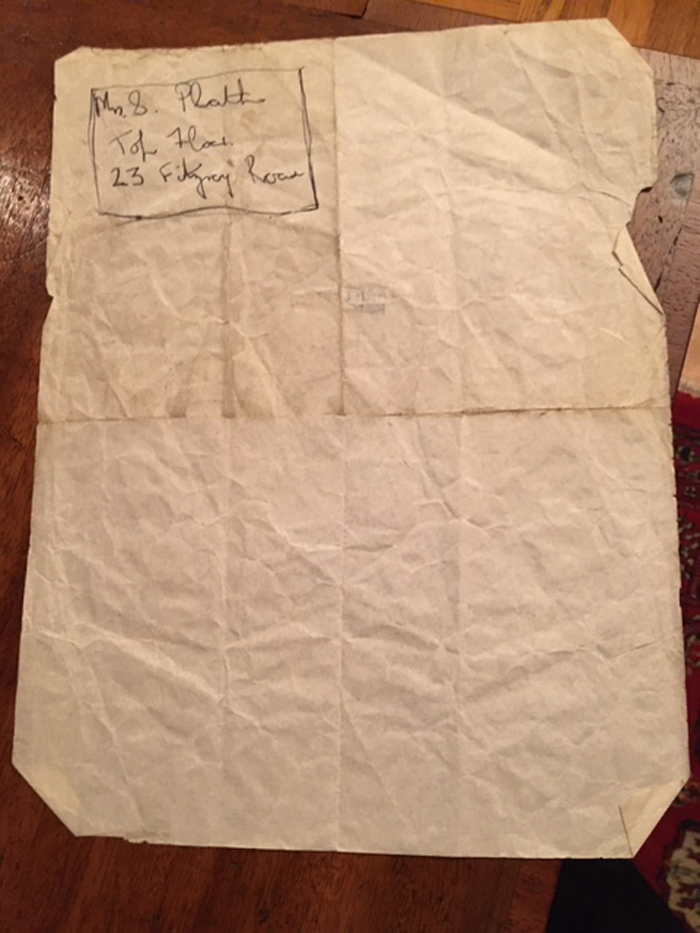 Mrs. S. Plath
Top Floor
23 Fitzroy Road